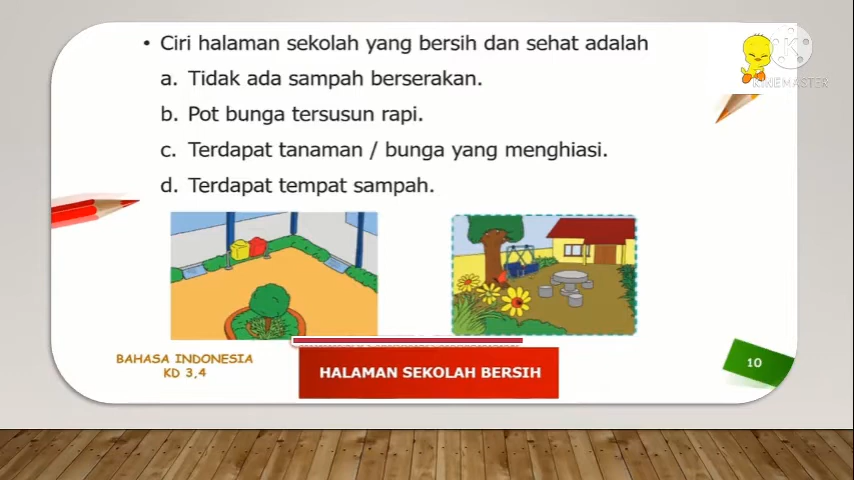 • Ciri halaman sekolah yang bersih dan sehat adalah
a. Tidak ada sampah berserakan.
b. Pot bunga tersusun rapi.
c. Terdapat tanaman / bunga yang menghiasi.
d. Terdapat tempat sampah.
K
KINEMASTER
BAHASA INDONESIA
KD 3,4
HALAMAN SEKOLAH BERSIH
10